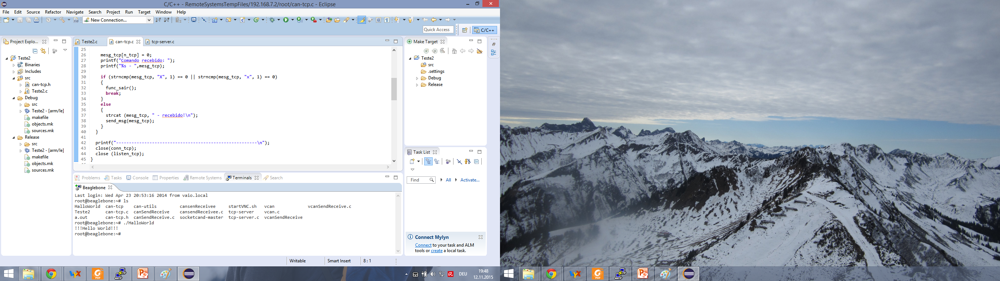 C/C++ - RemoteSystemsTempFiles/192.168.7.2/root/can-tcp.c - Eclipse
File Edit Source Refactor Navigate Search Project Run Target Window Help
New Connection...
Quick Access
C/C++
Project Explo...
Teste2
Binaries
Includes
src
can-tcp.h
Teste2.c
Debug
src
Teste2 - [arm/le]
makefile
objects.mk
sources.mk
Release
src
Teste2 - [arm/le]
makefile
objects.mk
sources.mk
Teste2.c can-tcp.c tcp-server.c
25
26 mesg_tcp[n_tcp] = 0;
27 printf("Comando recebido: ");
28 printf("%s - ",mesg_tcp);
29
30 if (strncmp(mesg_tcp, "X", 1) == 0 || strncmp(mesg_tcp, "x", 1) == 0)
31 {
32 func_sair();
33 break;
34 }
35 else
36 {
37 strcat (mesg_tcp, " - recebido!\n");
38 send_msg(mesg_tcp);
39 }
40 }
41
42 printf("-------------------------------------------------------\n");
43 close(conn_tcp);
44 close (listen_tcp);
45 }
Problems Tasks Console Properties Remote Systems Terminals Search
Beaglebone
Last login: Wed Apr 23 20:53:16 2014 from vaio.local
root@beaglebone:~# ls
HalloWorld can-tcp can-utils cansenReceivee startVNC.sh vcan vcanSendReceive.c
Teste2 can-tcp.c canSendReceive cansendReceivee.c tcp-server vcan.c
a.out can-tcp.h canSendReceive.c socketcand-master tcp-server.c vcanSendReceive
root@beaglebone:~# ./HalloWorld
!!!Hello World!!!
root@beaglebone:~#
Make Target
Teste2
src
.settings
Debug
Release
Task List
Find All Activate...
Connect Mylyn
Connect to your task and ALM
tools or create a local task.
Writable Smart Insert 8 : 1
DEU
19:48
12.11.2015